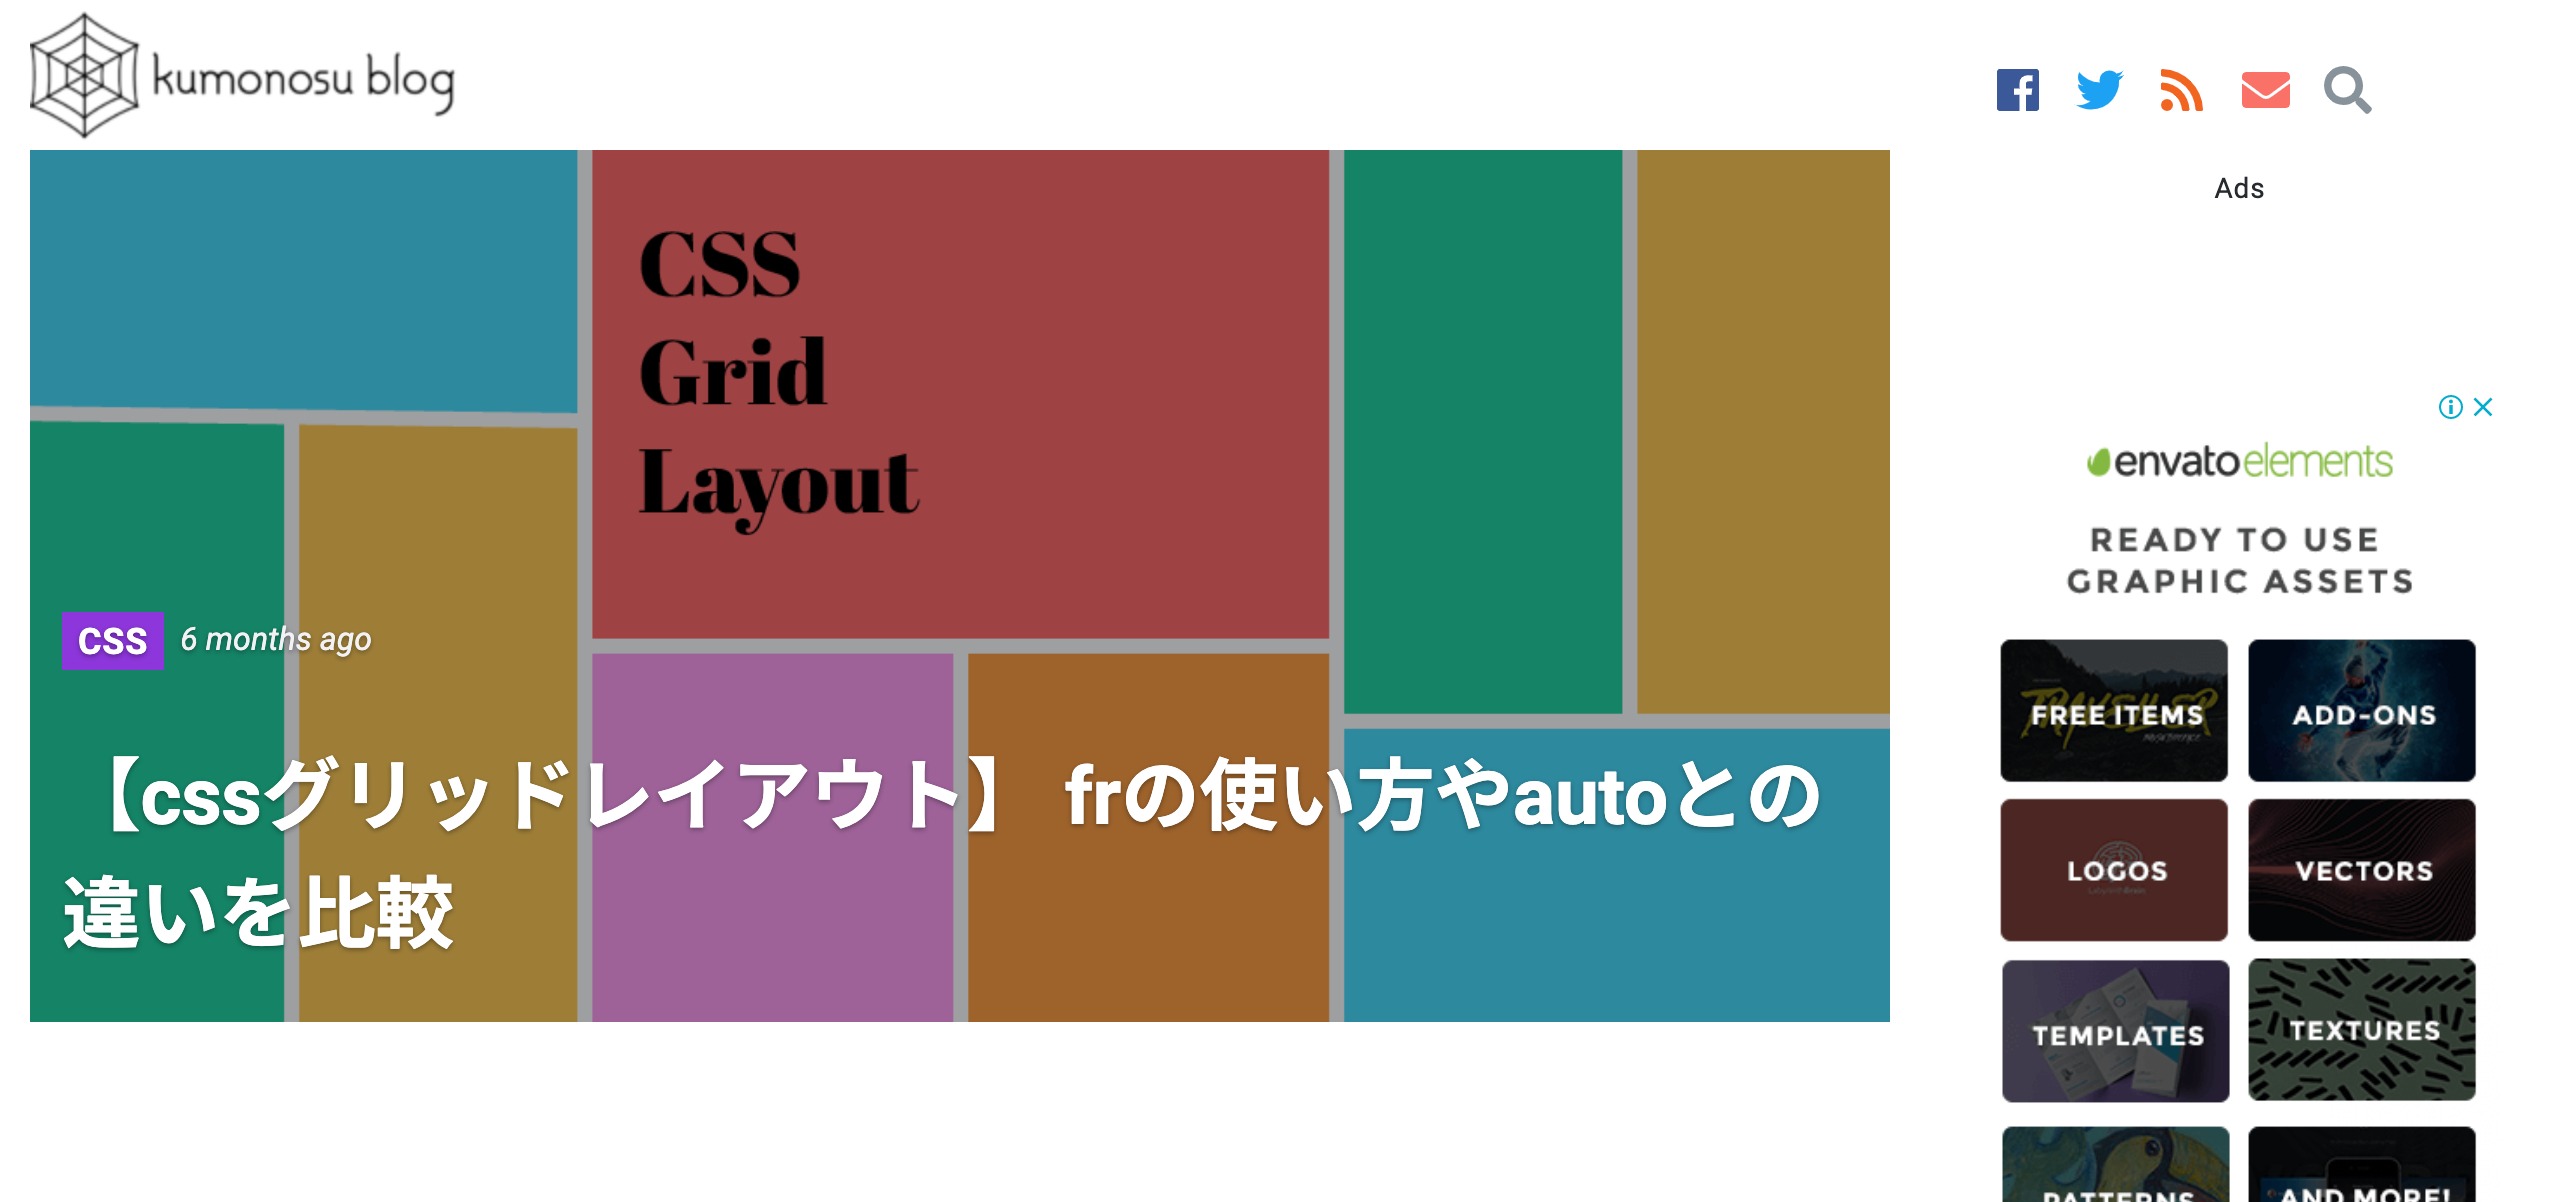 kumonosu blog
Ads
CSS
Grid
Layout
CSS 6 months ago
【cssグリッドレイアウト】 frの使い方やautoとの
違いを比較
envatoelements
READY TO USE
GRAPHIC ASSETS
FREE ITEMS
ADD-ONS
LOGOS
VECTORS
TEMPLATES
TEXTURES
PATTERNS
AND MORE!